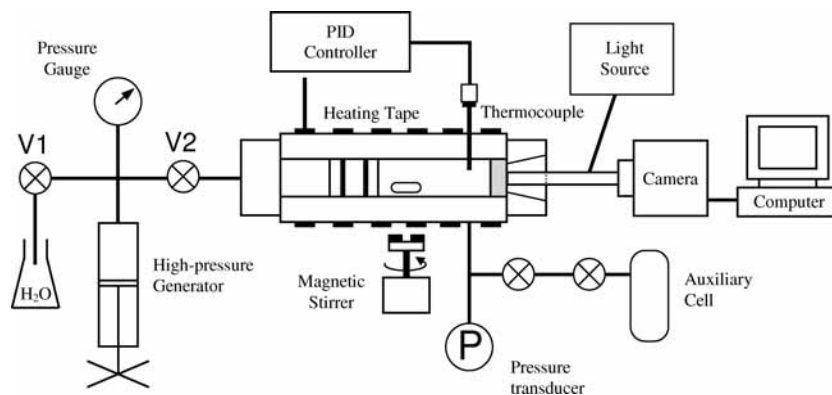 Pressure
Gauge
PID
Controller
Light
Source
Heating Tape
Thermocouple
V1
V2
Camera
Computer
H₂O
High-pressure
Generator
Magnetic
Stirrer
Auxiliary
Cell
P
Pressure
transducer